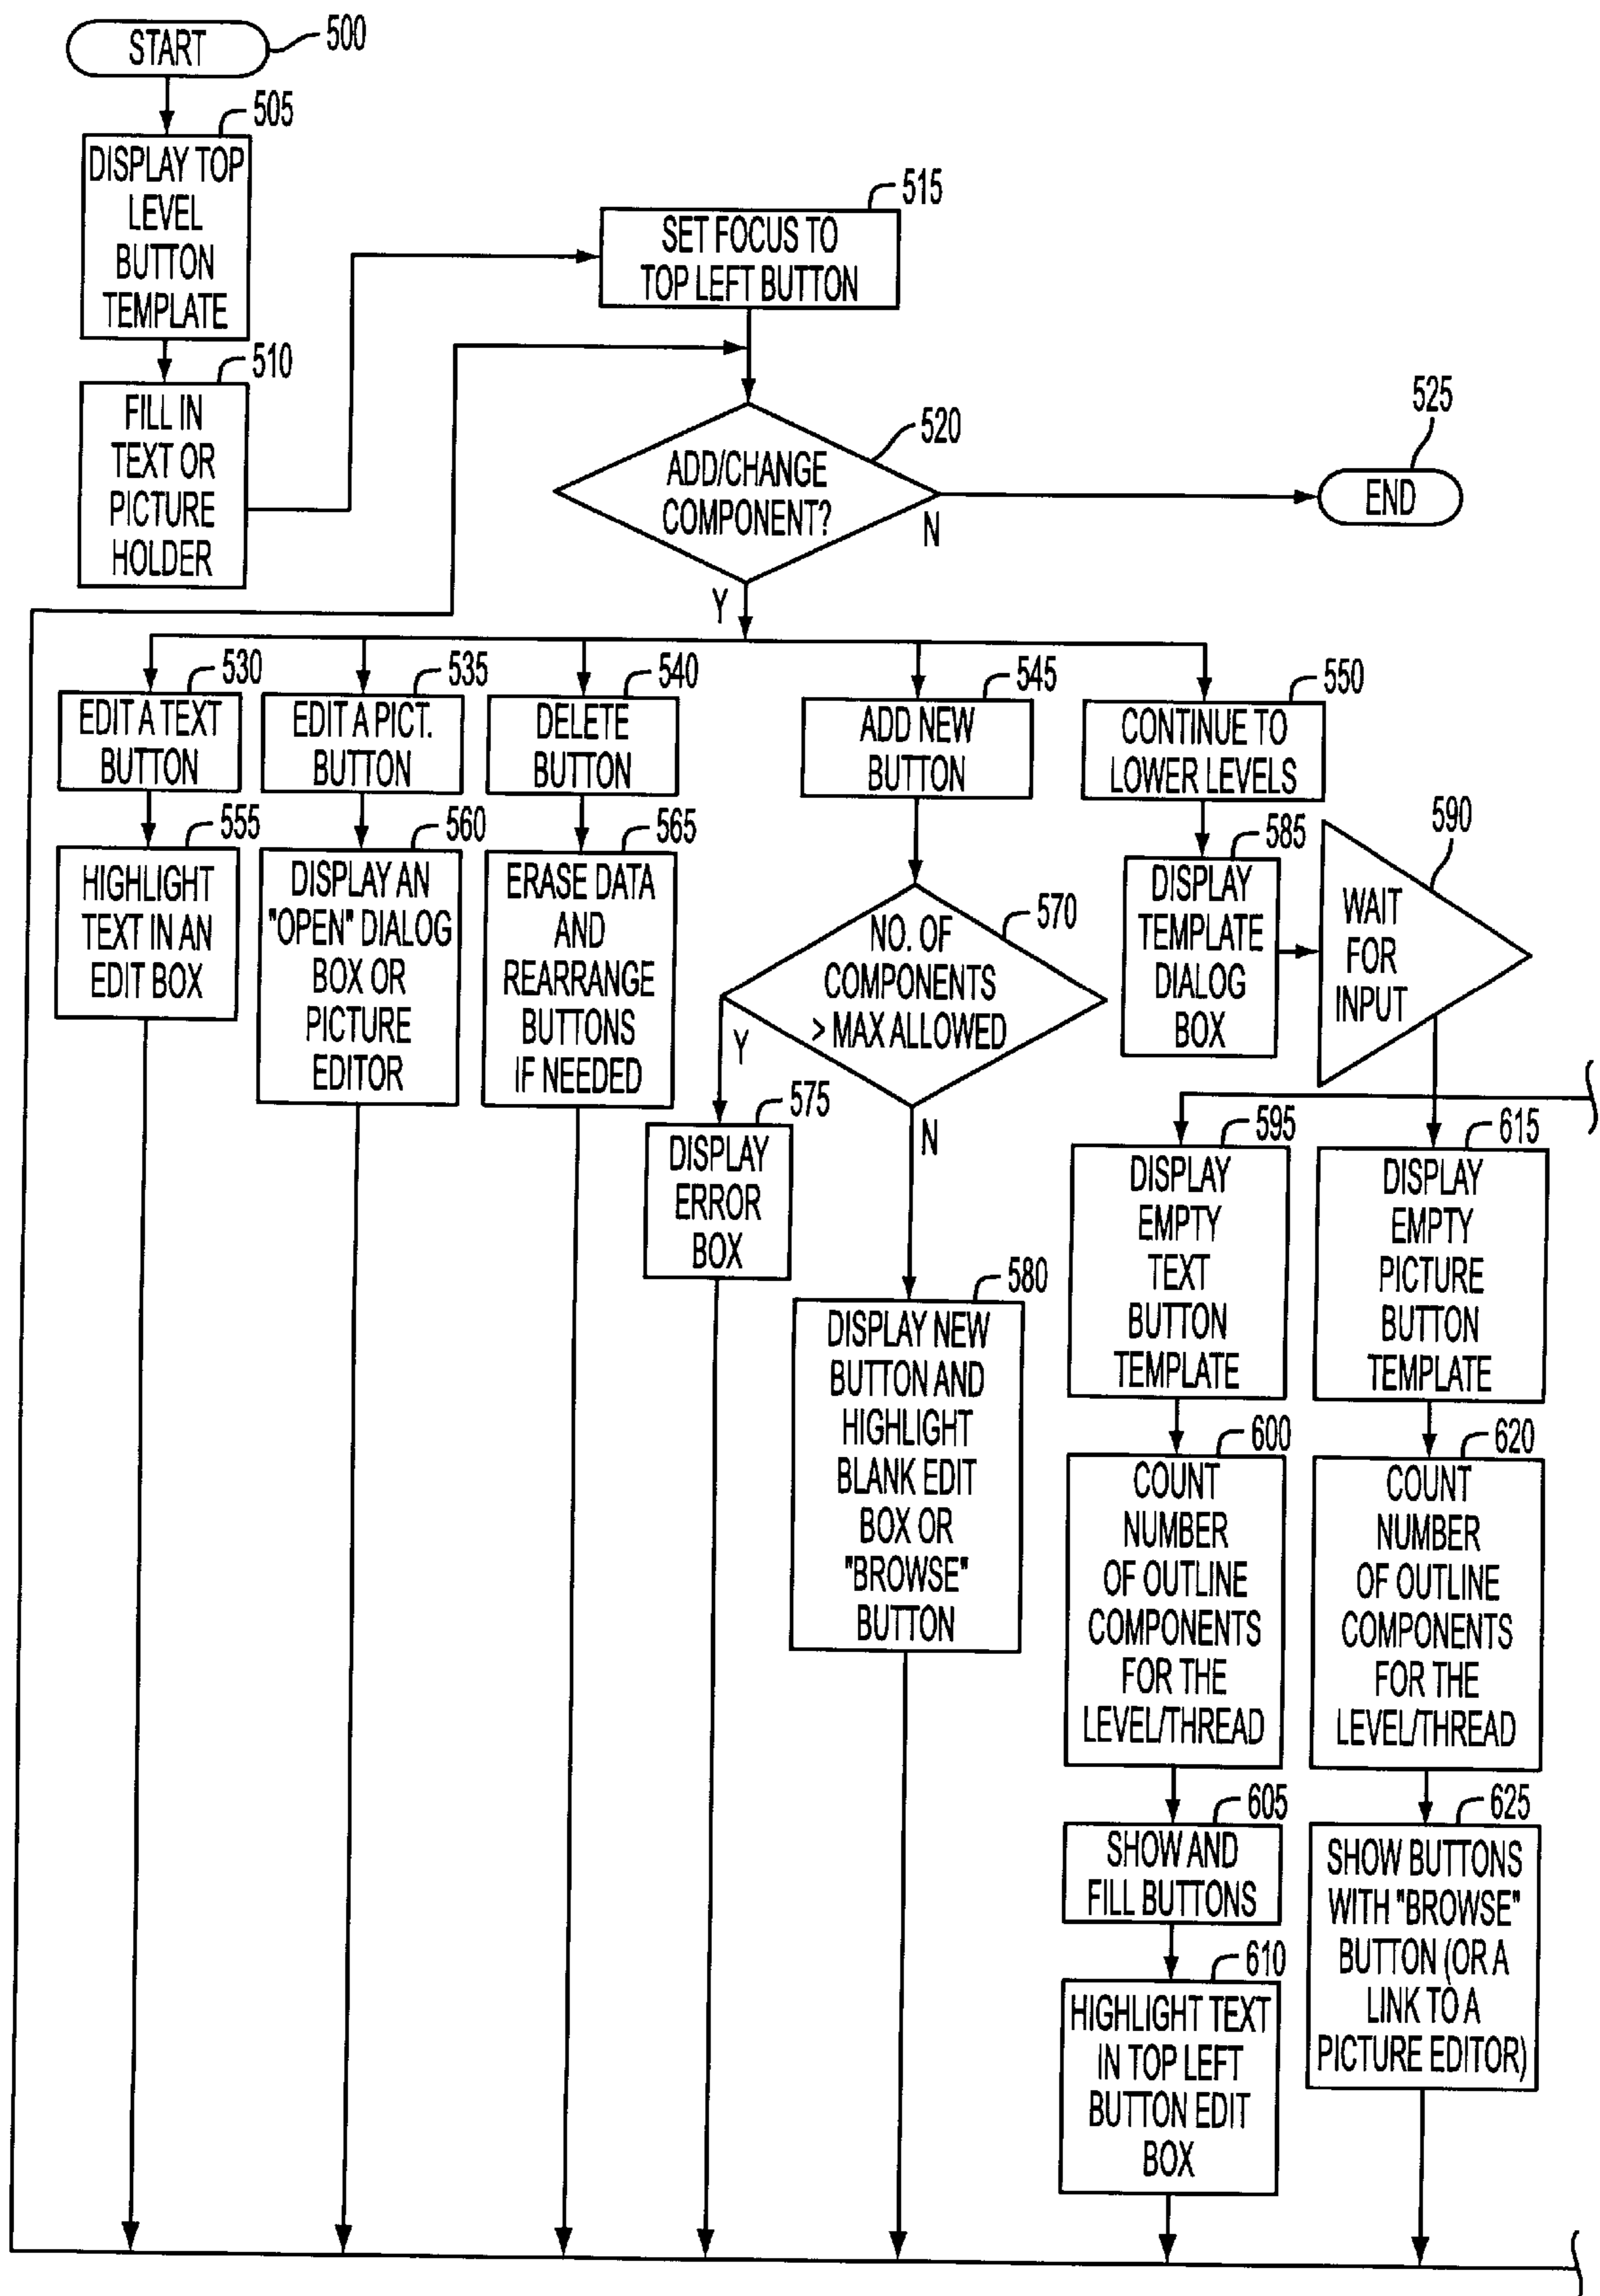 START
500
505
DISPLAY TOP
LEVEL
BUTTON
TEMPLATE
510
FILL IN
TEXT OR
PICTURE
HOLDER
515
SET FOCUS TO
TOP LEFT BUTTON
520
ADD/CHANGE
COMPONENT?
N
Y
525
END
530
EDIT A TEXT
BUTTON
535
EDIT A PICT.
BUTTON
540
DELETE
BUTTON
545
ADD NEW
BUTTON
550
CONTINUE TO
LOWER LEVELS
555
HIGHLIGHT
TEXT IN AN
EDIT BOX
560
DISPLAY AN
"OPEN" DIALOG
BOX OR
PICTURE
EDITOR
565
ERASE DATA
AND
REARRANGE
BUTTONS
IF NEEDED
570
NO. OF
COMPONENTS
> MAX ALLOWED
Y
N
575
DISPLAY
ERROR
BOX
580
DISPLAY NEW
BUTTON AND
HIGHLIGHT
BLANK EDIT
BOX OR
"BROWSE"
BUTTON
585
DISPLAY
TEMPLATE
DIALOG
BOX
590
WAIT
FOR
INPUT
595
DISPLAY
EMPTY
TEXT
BUTTON
TEMPLATE
600
COUNT
NUMBER
OF OUTLINE
COMPONENTS
FOR THE
LEVEL/THREAD
605
SHOW AND
FILL BUTTONS
610
HIGHLIGHT TEXT
IN TOP LEFT
BUTTON EDIT
BOX
615
DISPLAY
EMPTY
PICTURE
BUTTON
TEMPLATE
620
COUNT
NUMBER
OF OUTLINE
COMPONENTS
FOR THE
LEVEL/THREAD
625
SHOW BUTTONS
WITH "BROWSE"
BUTTON (OR A
LINK TO A
PICTURE EDITOR)